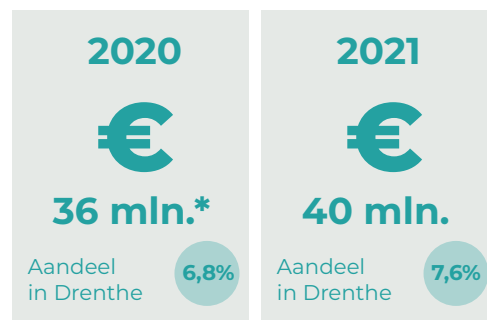 2020
€
36 mln.*
Aandeel
in Drenthe
6,8%
2021
€
40 mln.
Aandeel
in Drenthe
7,6%